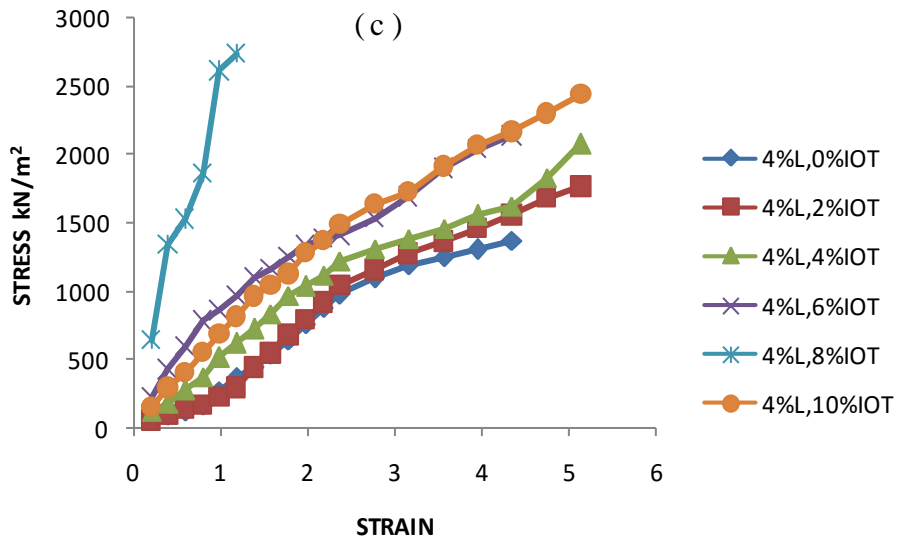 ( c )
STRESS kN/m²
3000
2500
2000
1500
1000
500
0
0 1 2 3 4 5 6
STRAIN
4%L,0%IOT
4%L,2%IOT
4%L,4%IOT
4%L,6%IOT
4%L,8%IOT
4%L,10%IOT